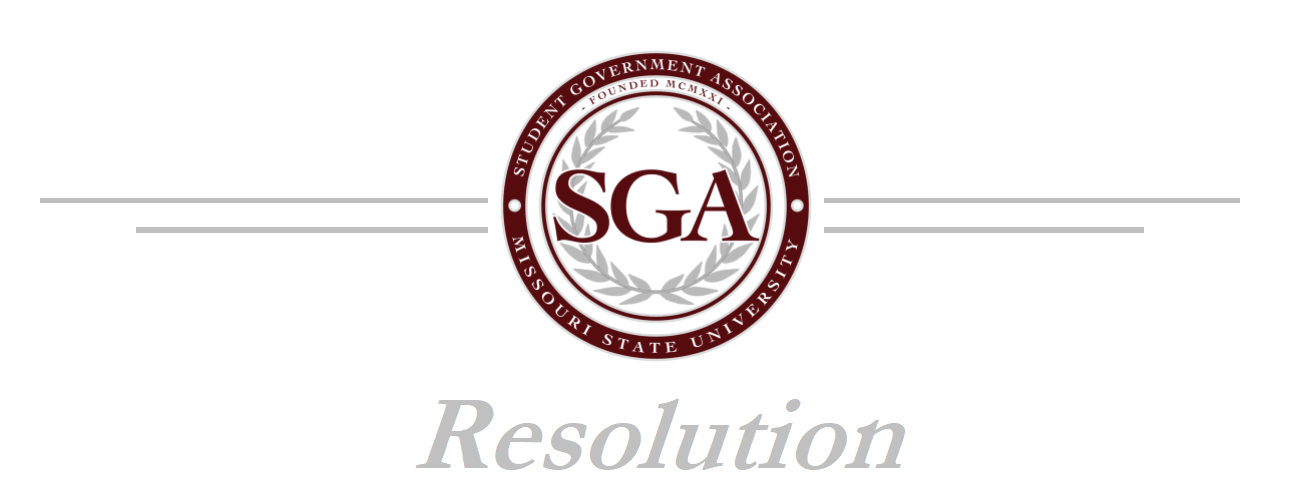 STUDENT GOVERNMENT ASSOCIATION
- FOUNDED MCMXXI -
SGA
MISSOURI STATE UNIVERSITY
Resolution